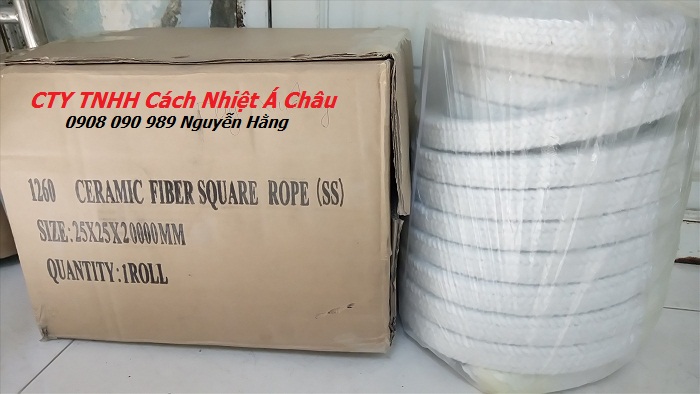 CTY TNHH Cách Nhiệt Á Châu
0908 090 989 Nguyễn Hằng
1260 CERAMIC FIBER SQUARE ROPE (SS)
SIZE:25X25X20000MM
QUANTITY:1ROLL